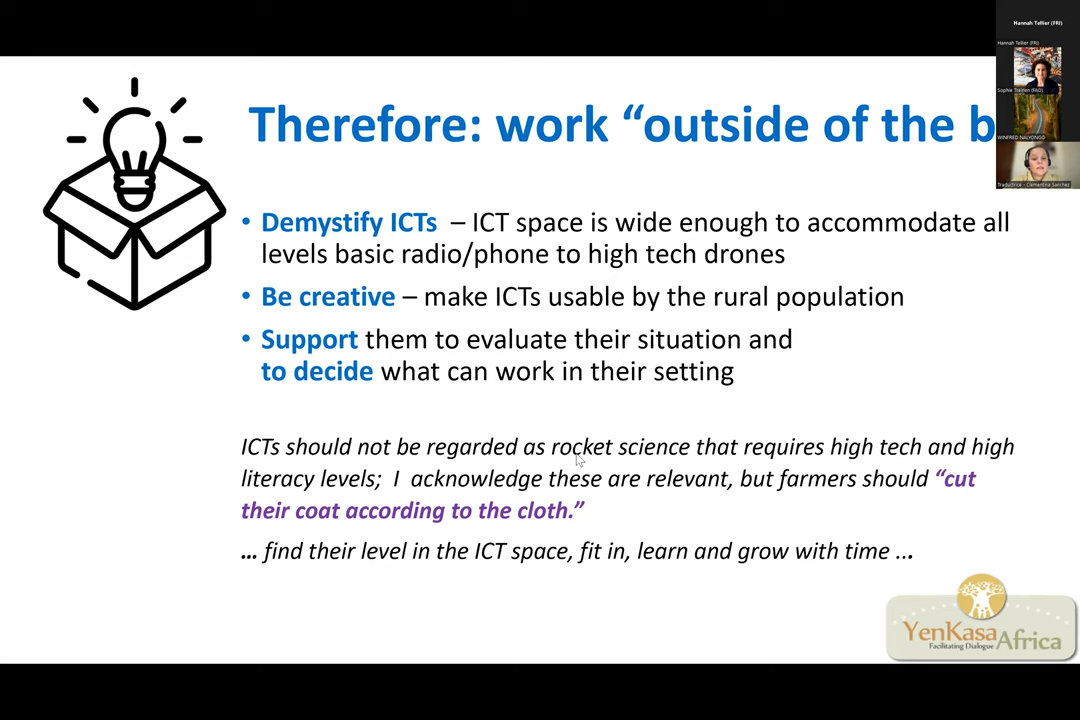 Hannah Tellier (FRI)
Hannah Tellier (FRI)
Sophie Treinen (FAO)
WINFRED NALYONGO
Traductrice - Clementina Sanchez
Therefore: work “outside of the b
• Demystify ICTs – ICT space is wide enough to accommodate all
levels basic radio/phone to high tech drones
• Be creative – make ICTs usable by the rural population
• Support them to evaluate their situation and
to decide what can work in their setting
ICTs should not be regarded as rocket science that requires high tech and high
literacy levels; I acknowledge these are relevant, but farmers should “cut
their coat according to the cloth.”
… find their level in the ICT space, fit in, learn and grow with time ...
YenKasa Africa
Facilitating Dialogue